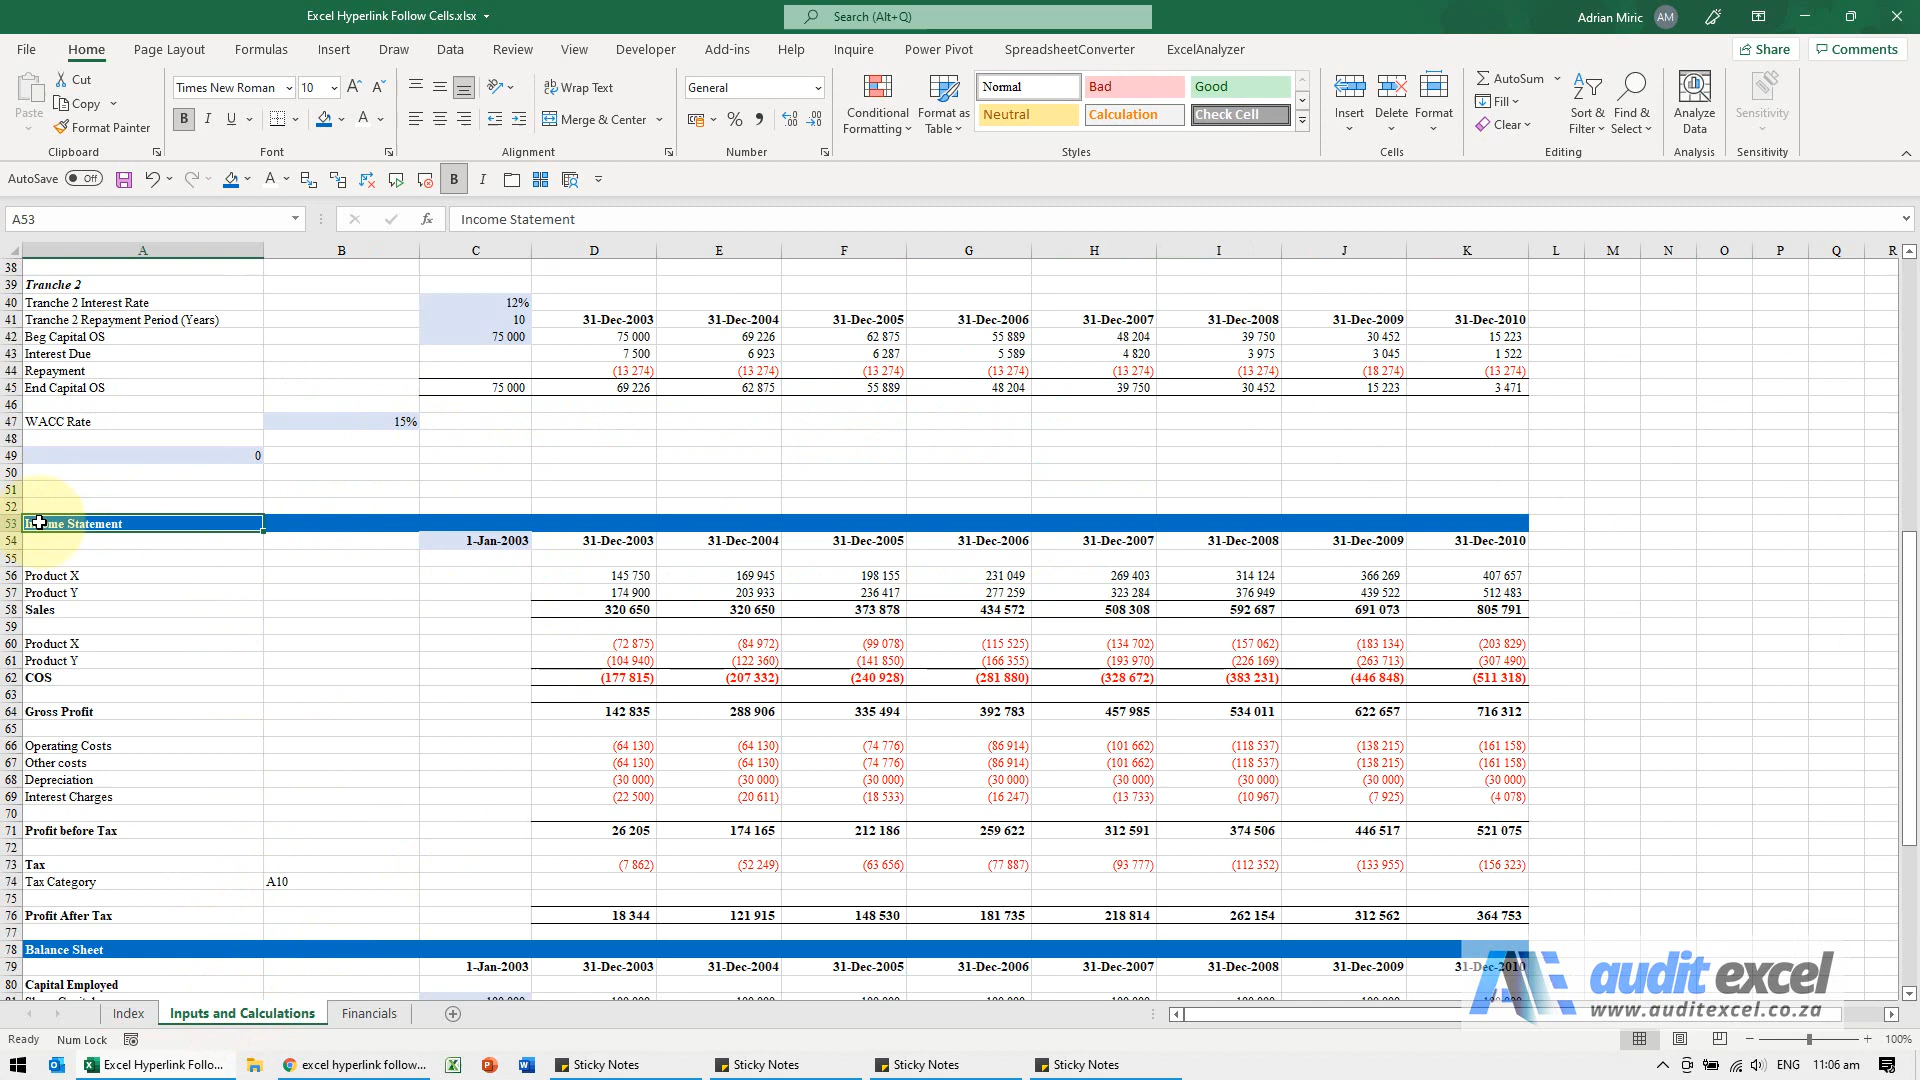 Excel Hyperlink Follow Cells.xlsx
Search (Alt+Q)
Adrian Miric
AM
File Home Page Layout Formulas Insert Draw Data Review View Developer Add-ins Help Inquire Power Pivot SpreadsheetConverter ExcelAnalyzer
Share
Comments
Paste
Cut
Copy
Format Painter
Clipboard
Times New Roman 10
B I U
Font
Wrap Text
Merge & Center
Alignment
General
Number
Conditional Formatting
Format as Table
Normal Bad Good
Neutral Calculation Check Cell
Styles
Insert Delete Format
Cells
AutoSum
Fill
Clear
Sort & Filter
Find & Select
Editing
Analyze Data
Analysis
Sensitivity
Sensitivity
AutoSave Off
B I
A53
fx
Income Statement
A B C D E F G H I J K L M N O P Q R
38
39 Tranche 2
40 Tranche 2 Interest Rate 12%
41 Tranche 2 Repayment Period (Years) 10 31-Dec-2003 31-Dec-2004 31-Dec-2005 31-Dec-2006 31-Dec-2007 31-Dec-2008 31-Dec-2009 31-Dec-2010
42 Beg Capital OS 75 000 75 000 69 226 62 875 55 889 48 204 39 750 30 452 15 223
43 Interest Due 7 500 6 923 6 287 5 589 4 820 3 975 3 045 1 522
44 Repayment (13 274) (13 274) (13 274) (13 274) (13 274) (13 274) (18 274) (13 274)
45 End Capital OS 75 000 69 226 62 875 55 889 48 204 39 750 30 452 15 223 3 471
46
47 WACC Rate 15%
48
49 0
50
51
52
53 Income Statement
54 1-Jan-2003 31-Dec-2003 31-Dec-2004 31-Dec-2005 31-Dec-2006 31-Dec-2007 31-Dec-2008 31-Dec-2009 31-Dec-2010
55
56 Product X 145 750 169 945 198 155 231 049 269 403 314 124 366 269 407 657
57 Product Y 174 900 203 933 236 417 277 259 323 284 376 949 439 522 512 483
58 Sales 320 650 320 650 373 878 434 572 508 308 592 687 691 073 805 791
59
60 Product X (72 875) (84 972) (99 078) (115 525) (134 702) (157 062) (183 134) (203 829)
61 Product Y (104 940) (122 360) (141 850) (166 355) (193 970) (226 169) (263 713) (307 490)
62 COS (177 815) (207 332) (240 928) (281 880) (328 672) (383 231) (446 848) (511 318)
63
64 Gross Profit 142 835 288 906 335 494 392 783 457 985 534 011 622 657 716 312
65
66 Operating Costs (64 130) (64 130) (74 776) (86 914) (101 662) (118 537) (138 215) (161 158)
67 Other costs (64 130) (64 130) (74 776) (86 914) (101 662) (118 537) (138 215) (161 158)
68 Depreciation (30 000) (30 000) (30 000) (30 000) (30 000) (30 000) (30 000) (30 000)
69 Interest Charges (22 500) (20 611) (18 533) (16 247) (13 733) (10 967) (7 925) (4 078)
70
71 Profit before Tax 26 205 174 165 212 186 259 622 312 591 374 506 446 517 521 075
72
73 Tax (7 862) (52 249) (63 656) (77 887) (93 777) (112 352) (133 955) (156 323)
74 Tax Category A10
75
76 Profit After Tax 18 344 121 915 148 530 181 735 218 814 262 154 312 562 364 753
77
78 Balance Sheet
79 1-Jan-2003 31-Dec-2003 31-Dec-2004 31-Dec-2005 31-Dec-2006 31-Dec-2007 31-Dec-2008 31-Dec-2009 31-Dec-2010
80 Capital Employed
audit excel
www.auditexcel.co.za
Index Inputs and Calculations Financials
Ready Num Lock
100%
Excel Hyperlink Follo...
excel hyperlink follow...
Sticky Notes
Sticky Notes
Sticky Notes
Sticky Notes
ENG
11:06 am